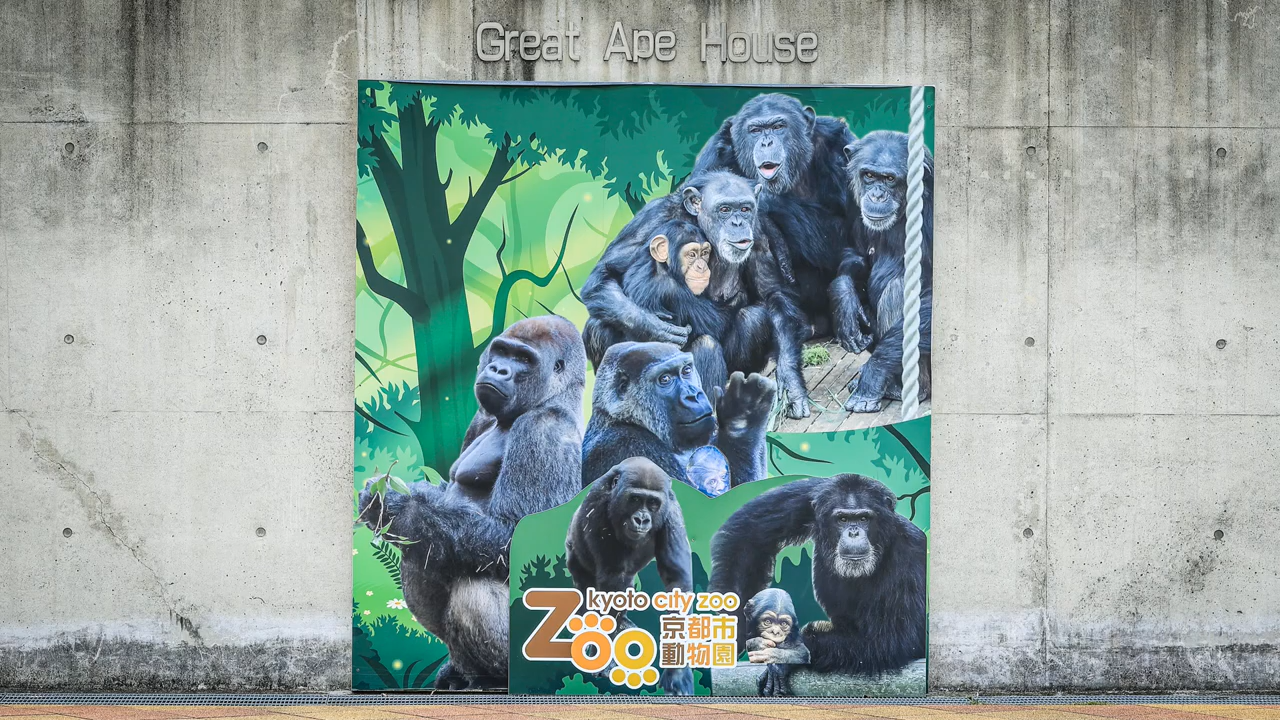 Great Ape House
Zoo
kyoto city zoo
京都市
動物園